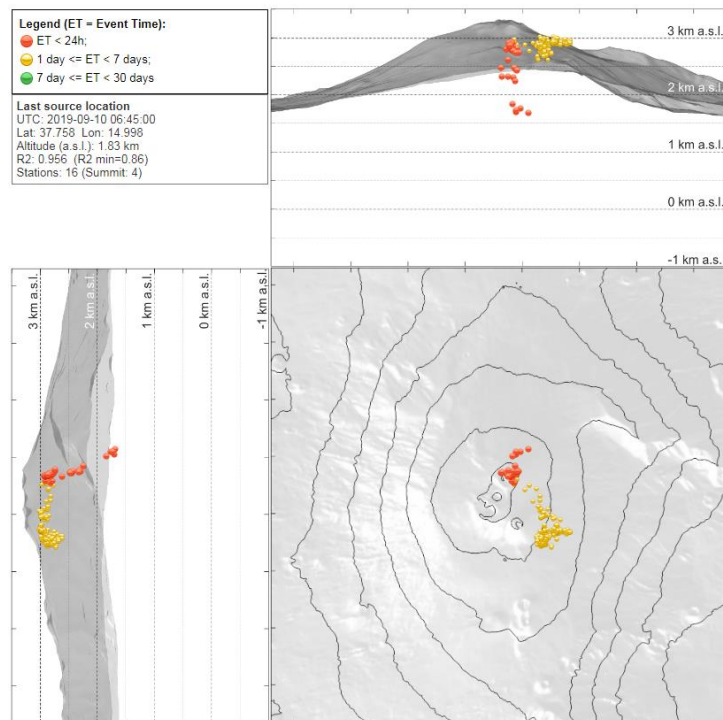 Legend (ET = Event Time):
ET < 24h;
1 day <= ET < 7 days;
7 day <= ET < 30 days
Last source location
UTC: 2019-09-10 06:45:00
Lat: 37.758 Lon: 14.998
Altitude (a.s.l.): 1.83 km
R2: 0.956 (R2 min=0.86)
Stations: 16 (Summit: 4)
3 km a.s.l.
2 km a.s.l.
1 km a.s.l.
0 km a.s.l.
-1 km a.s.l.
3 km a.s.l.
2 km a.s.l.
1 km a.s.l.
0 km a.s.l.
-1 km a.s.l.